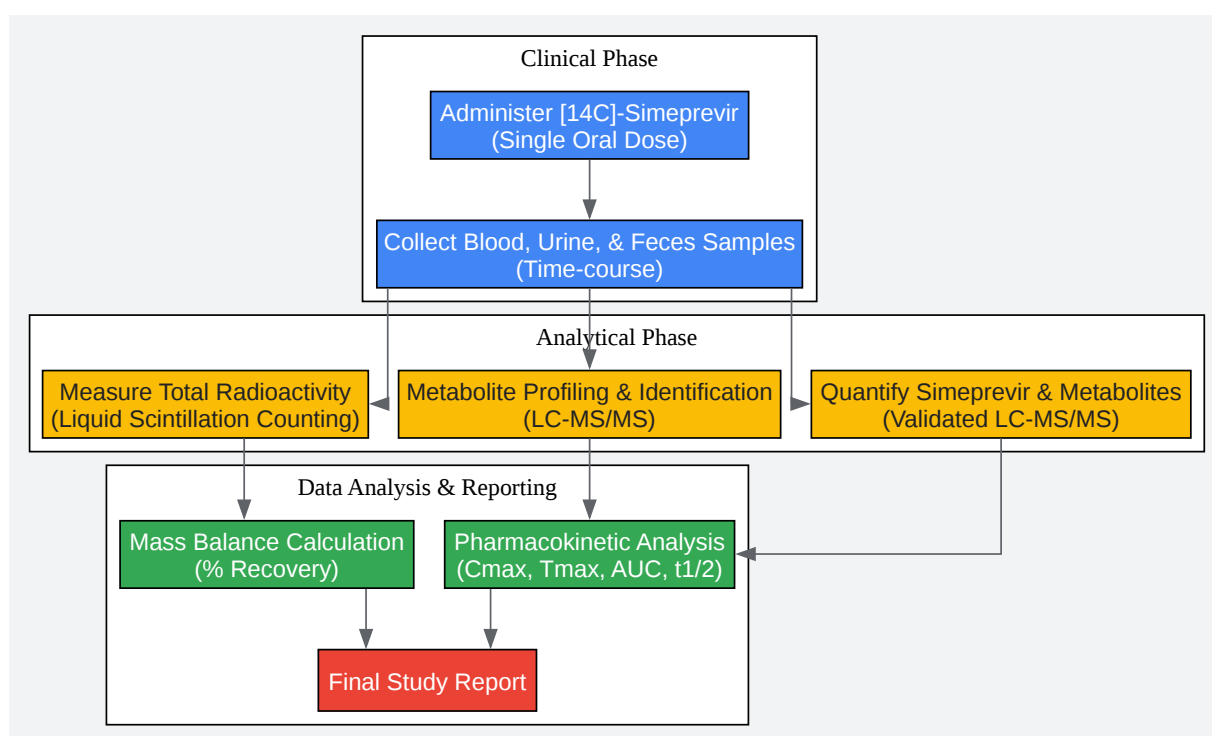 Clinical Phase
Administer [14C]-Simeprevir
(Single Oral Dose)
Collect Blood, Urine, & Feces Samples
(Time-course)
Analytical Phase
Measure Total Radioactivity
(Liquid Scintillation Counting)
Metabolite Profiling & Identification
(LC-MS/MS)
Quantify Simeprevir & Metabolites
(Validated LC-MS/MS)
Data Analysis & Reporting
Mass Balance Calculation
(% Recovery)
Pharmacokinetic Analysis
(Cmax, Tmax, AUC, t1/2)
Final Study Report